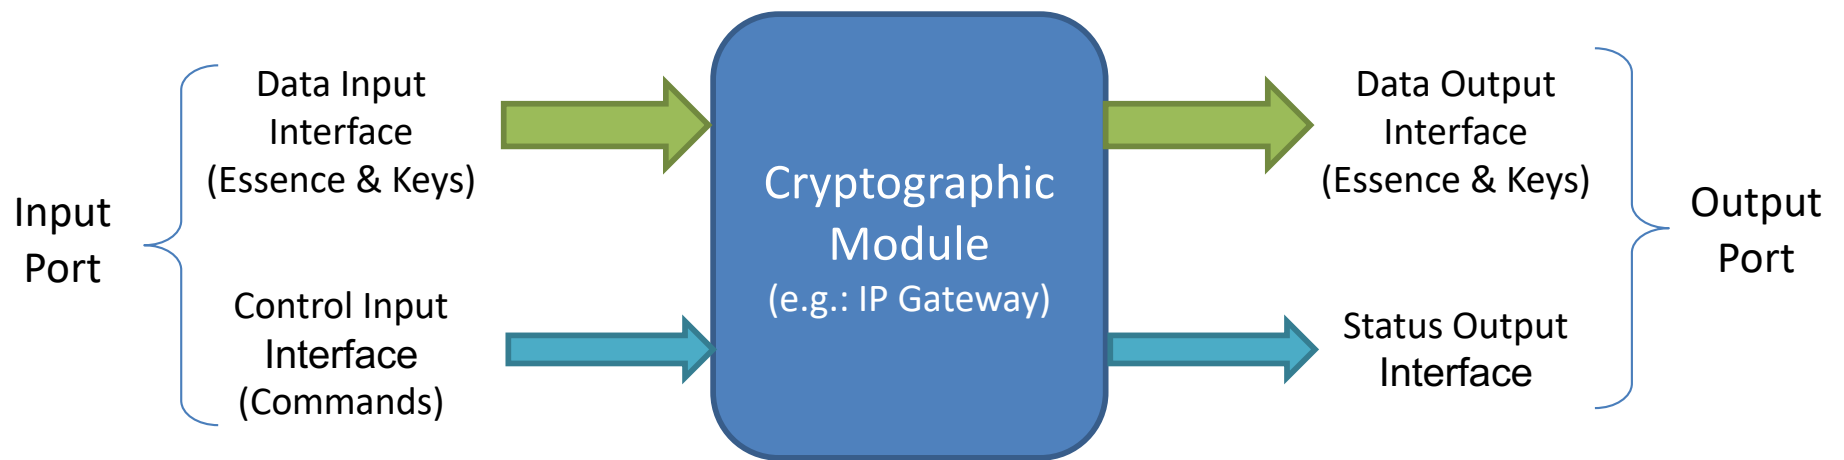 Input
Port
Data Input
Interface
(Essence & Keys)
Control Input
Interface
(Commands)
Cryptographic
Module
(e.g.: IP Gateway)
Data Output
Interface
(Essence & Keys)
Status Output
Interface
Output
Port